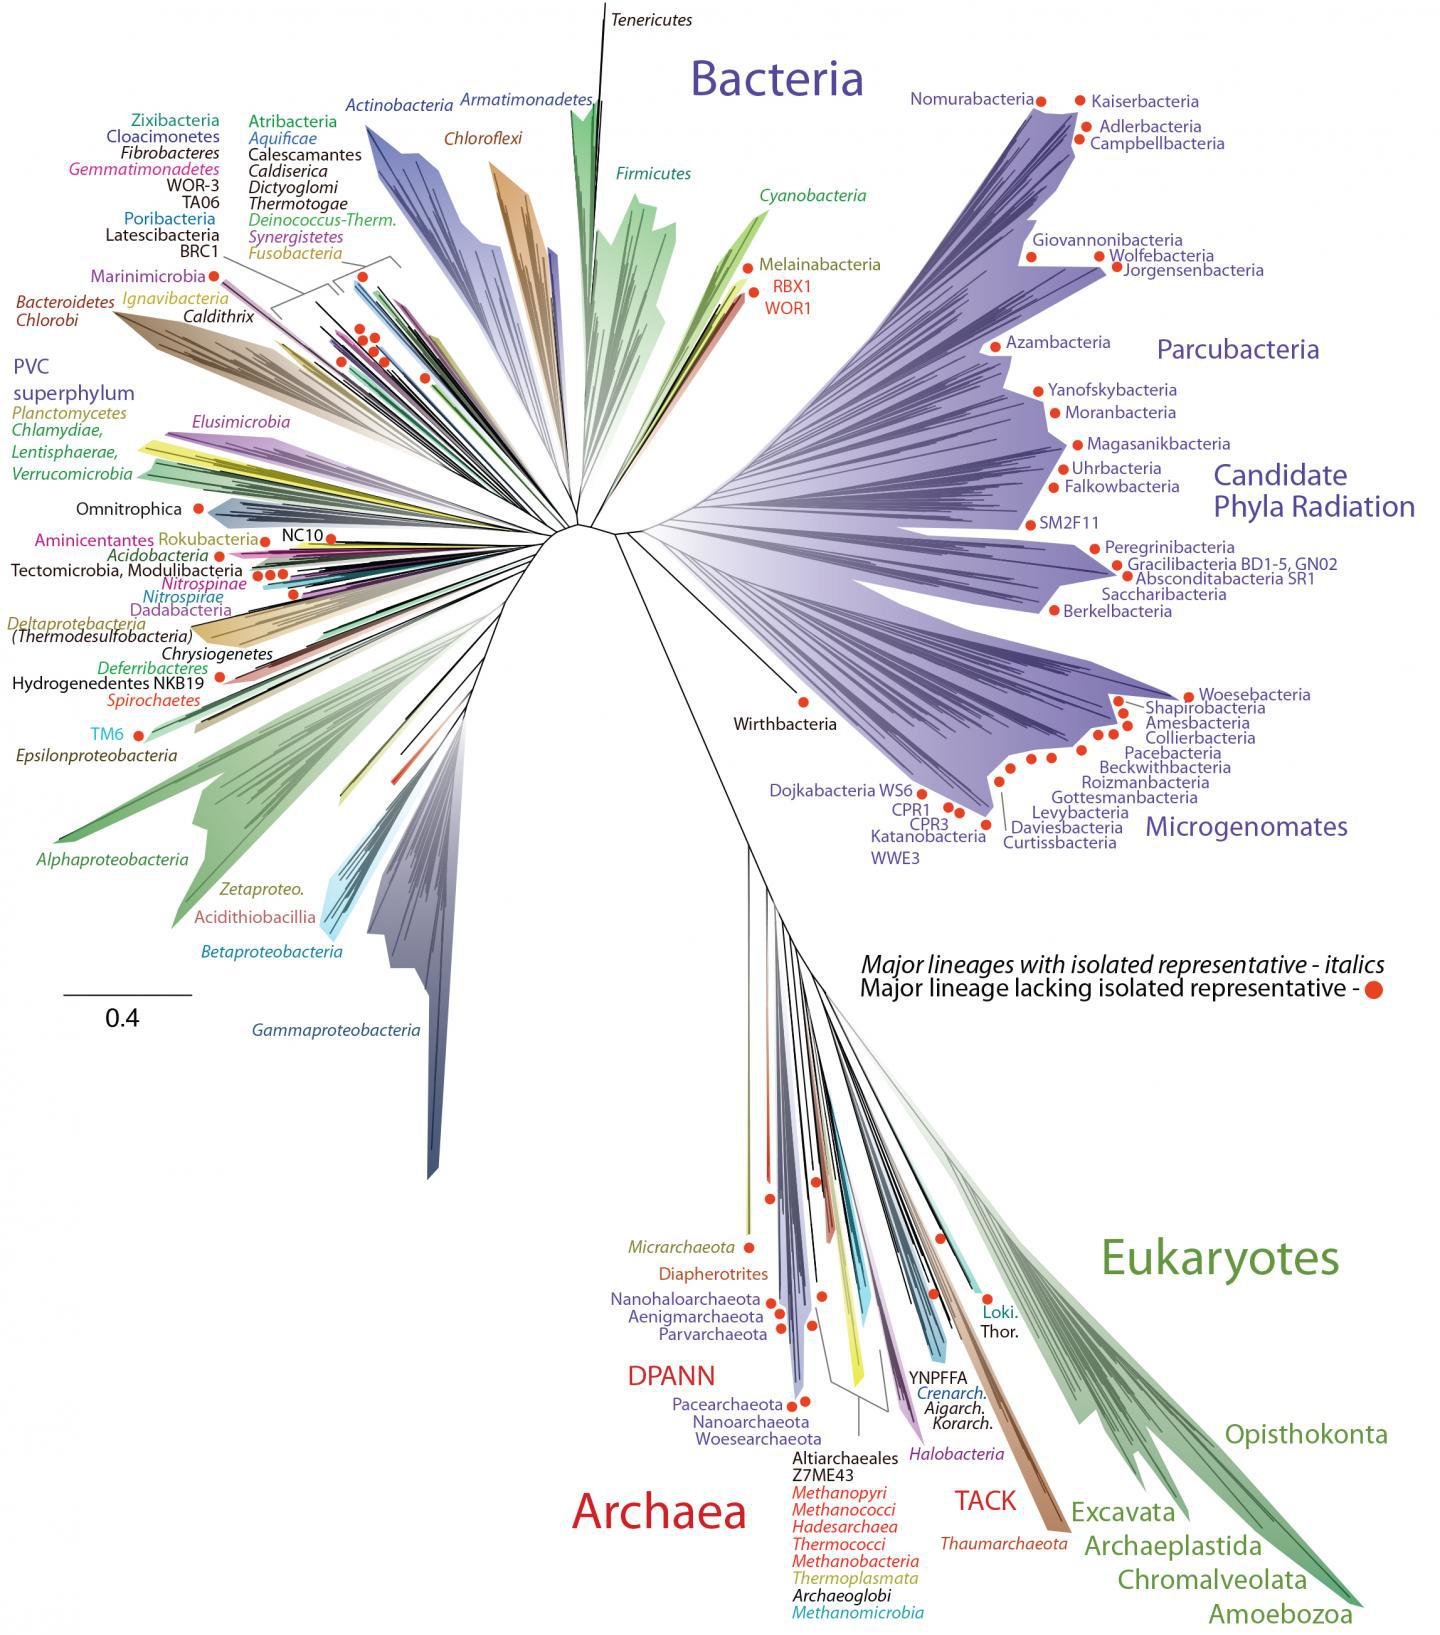 Tenericutes
Bacteria
Actinobacteria
Armatimonadetes
Zixibacteria
Cloacimonetes
Fibrobacteres
Gemmatimonadetes
WOR-3
TA06
Poribacteria
Latescibacteria
BRC1
Atribacteria
Aquificae
Calescamantes
Caldiserica
Dictyoglomi
Thermotogae
Deinococcus-Therm.
Synergistetes
Fusobacteria
Chloroflexi
Firmicutes
Cyanobacteria
Melainabacteria
RBX1
WOR1
Marinimicrobia
Bacteroidetes
Chlorobi
Ignavibacteria
Caldithrix
PVC
superphylum
Planctomycetes
Chlamydiae,
Lentisphaerae,
Verrucomicrobia
Elusimicrobia
Omnitrophica
Aminicentantes
Rokubacteria
NC10
Acidobacteria
Tectomicrobia, Modulibacteria
Nitrospinae
Nitrospirae
Dadabacteria
Deltaprotebacteria
(Thermodesulfobacteria)
Chrysiogenetes
Deferribacteres
Hydrogenedentes NKB19
Spirochaetes
TM6
Epsilonproteobacteria
Alphaproteobacteria
Zetaproteo.
Acidithiobacillia
Betaproteobacteria
Gammaproteobacteria
0.4
Nomurabacteria
Kaiserbacteria
Adlerbacteria
Campbellbacteria
Giovannonibacteria
Wolfebacteria
Jorgensenbacteria
Azambacteria
Parcubacteria
Yanofskybacteria
Moranbacteria
Magasanikbacteria
Uhrbacteria
Falkowbacteria
Candidate
Phyla Radiation
SM2F11
Peregrinibacteria
Gracilibacteria BD1-5, GN02
Absconditabacteria SR1
Saccharibacteria
Berkelbacteria
Wirthbacteria
Woesebacteria
Shapirobacteria
Amesbacteria
Collierbacteria
Pacebacteria
Beckwithbacteria
Roizmanbacteria
Gottesmanbacteria
Levybacteria
Daviesbacteria
Curtissbacteria
Microgenomates
Dojkabacteria WS6
CPR1
CPR3
Katanobacteria
WWE3
Major lineages with isolated representative - italics
Major lineage lacking isolated representative -
Eukaryotes
Micrarchaeota
Diapherotrites
Nanohaloarchaeota
Aenigmarchaeota
Parvarchaeota
DPANN
Pacearchaeota
Nanoarchaeota
Woesearchaeota
Archaea
Altiarchaeales
Z7ME43
Methanopyri
Methanococci
Hadesarchaea
Thermococci
Methanobacteria
Thermoplasmata
Archaeoglobi
Methanomicrobia
Halobacteria
Loki.
Thor.
YNPFFA
Crenarch.
Aigarch.
Korarch.
TACK
Thaumarchaeota
Opisthokonta
Excavata
Archaeplastida
Chromalveolata
Amoebozoa